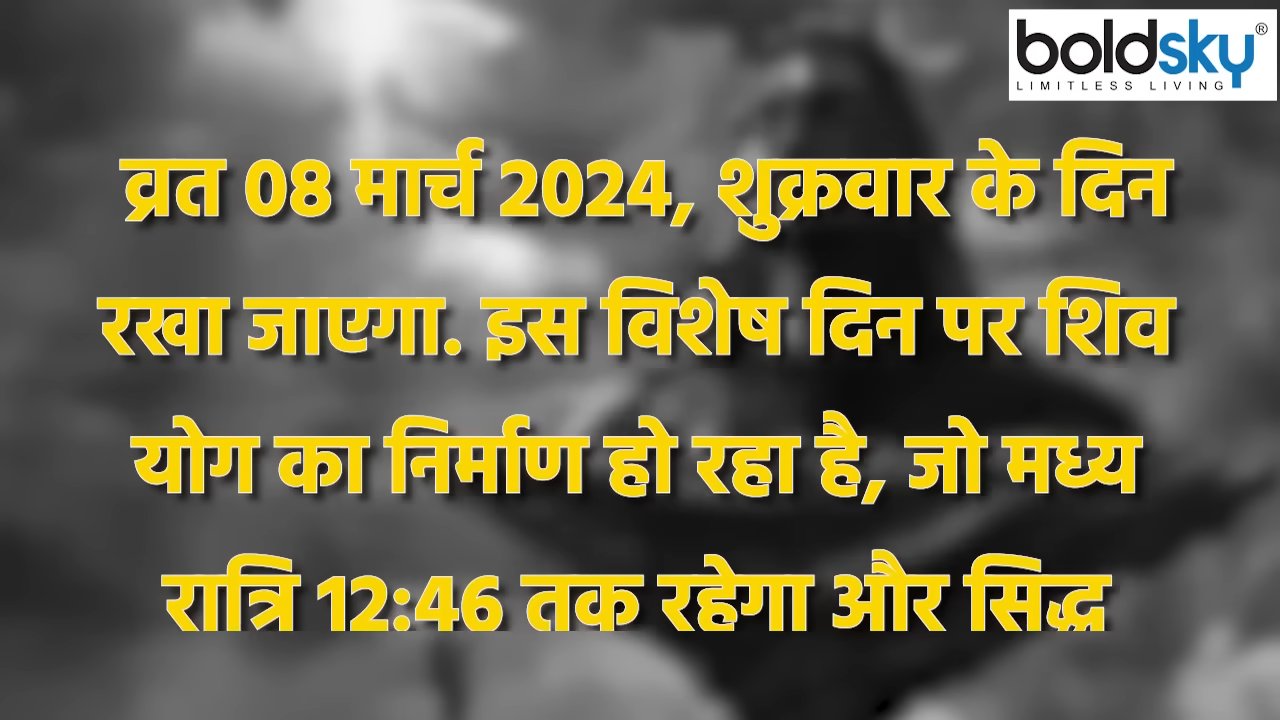 boldsky®
LIMITLESS LIVING
व्रत 08 मार्च 2024, शुक्रवार के दिन
रखा जाएगा. इस विशेष दिन पर शिव
योग का निर्माण हो रहा है, जो मध्य
रात्रि 12:46 तक रहेगा और सिद्ध